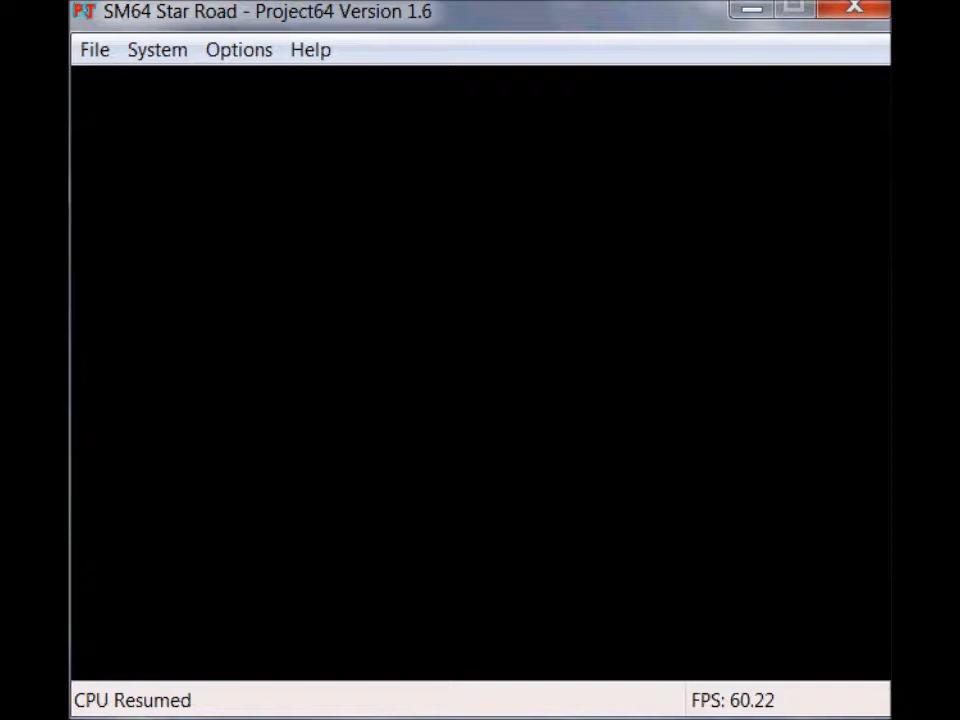 SM64 Star Road - Project64 Version 1.6
File System Options Help
CPU Resumed FPS: 60.22